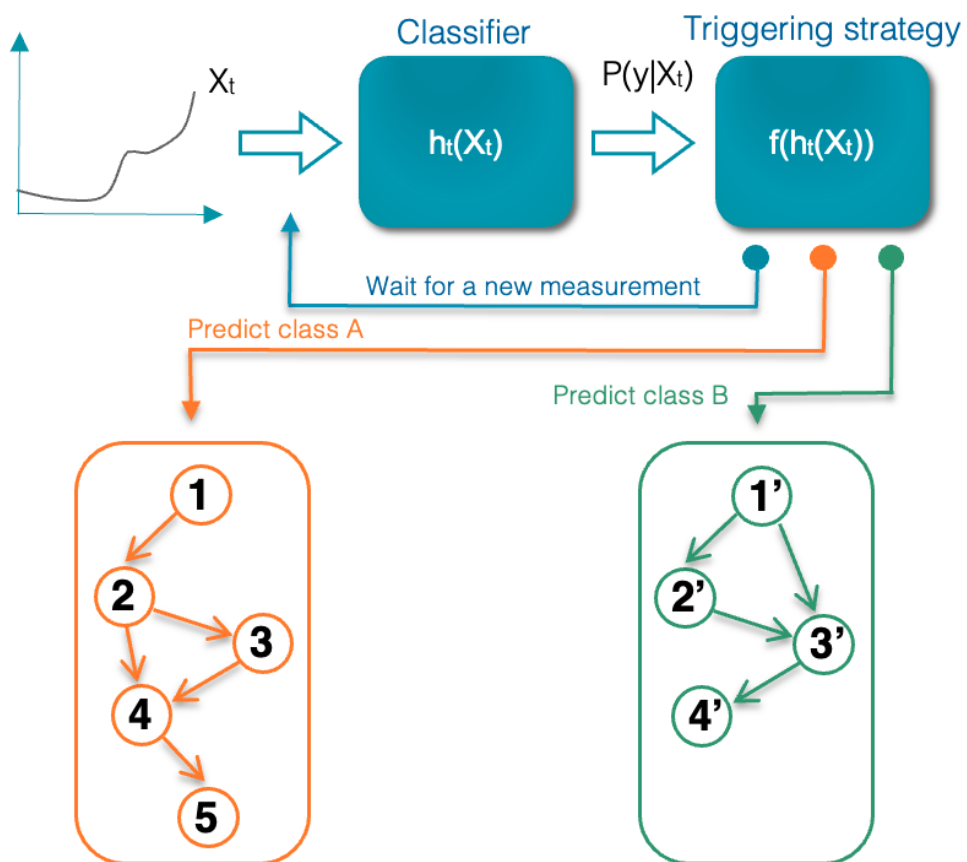 Classifier
Triggering strategy
Xt
P(y|Xt)
ht(Xt)
f(ht(Xt))
Wait for a new measurement
Predict class A
Predict class B
1
2
3
4
5
1’
2’
3’
4’